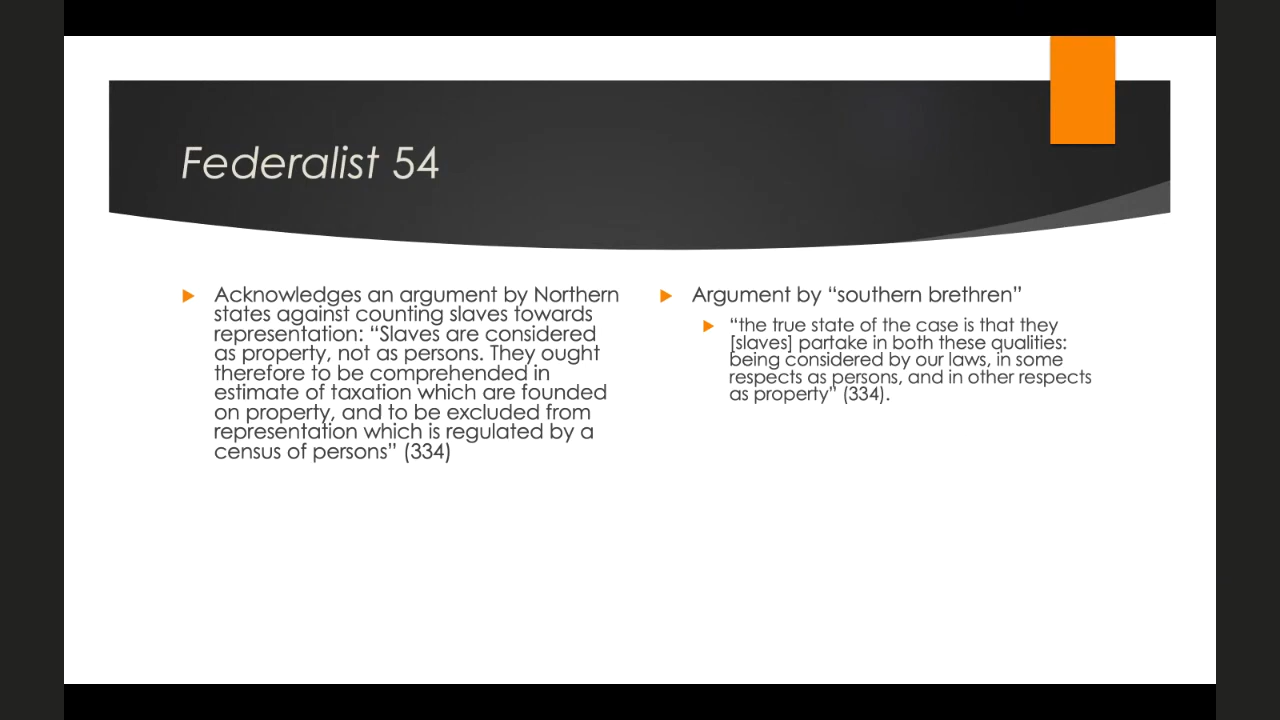 Federalist 54
Acknowledges an argument by Northern
states against counting slaves towards
representation: “Slaves are considered
as property, not as persons. They ought
therefore to be comprehended in
estimate of taxation which are founded
on property, and to be excluded from
representation which is regulated by a
census of persons” (334)
Argument by “southern brethren”
“the true state of the case is that they
[slaves] partake in both these qualities:
being considered by our laws, in some
respects as persons, and in other respects
as property” (334).